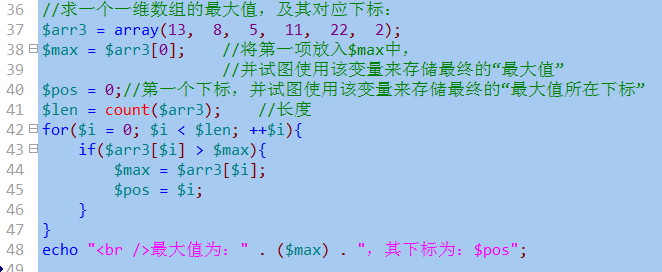 36 //求一个一维数组的最大值，及其对应下标：
37 $arr3 = array(13, 8, 5, 11, 22, 2);
38 $max = $arr3[0]; //将第一项放入$max中，
39 //并试图使用该变量来存储最终的“最大值”
40 $pos = 0;//第一个下标，并试图使用该变量来存储最终的“最大值所在下标”
41 $len = count($arr3); //长度
42 for($i = 0; $i < $len; ++$i){
43 if($arr3[$i] > $max){
44 $max = $arr3[$i];
45 $pos = $i;
46 }
47 }
48 echo "<br />最大值为：" . ($max) . "，其下标为：$pos";
49